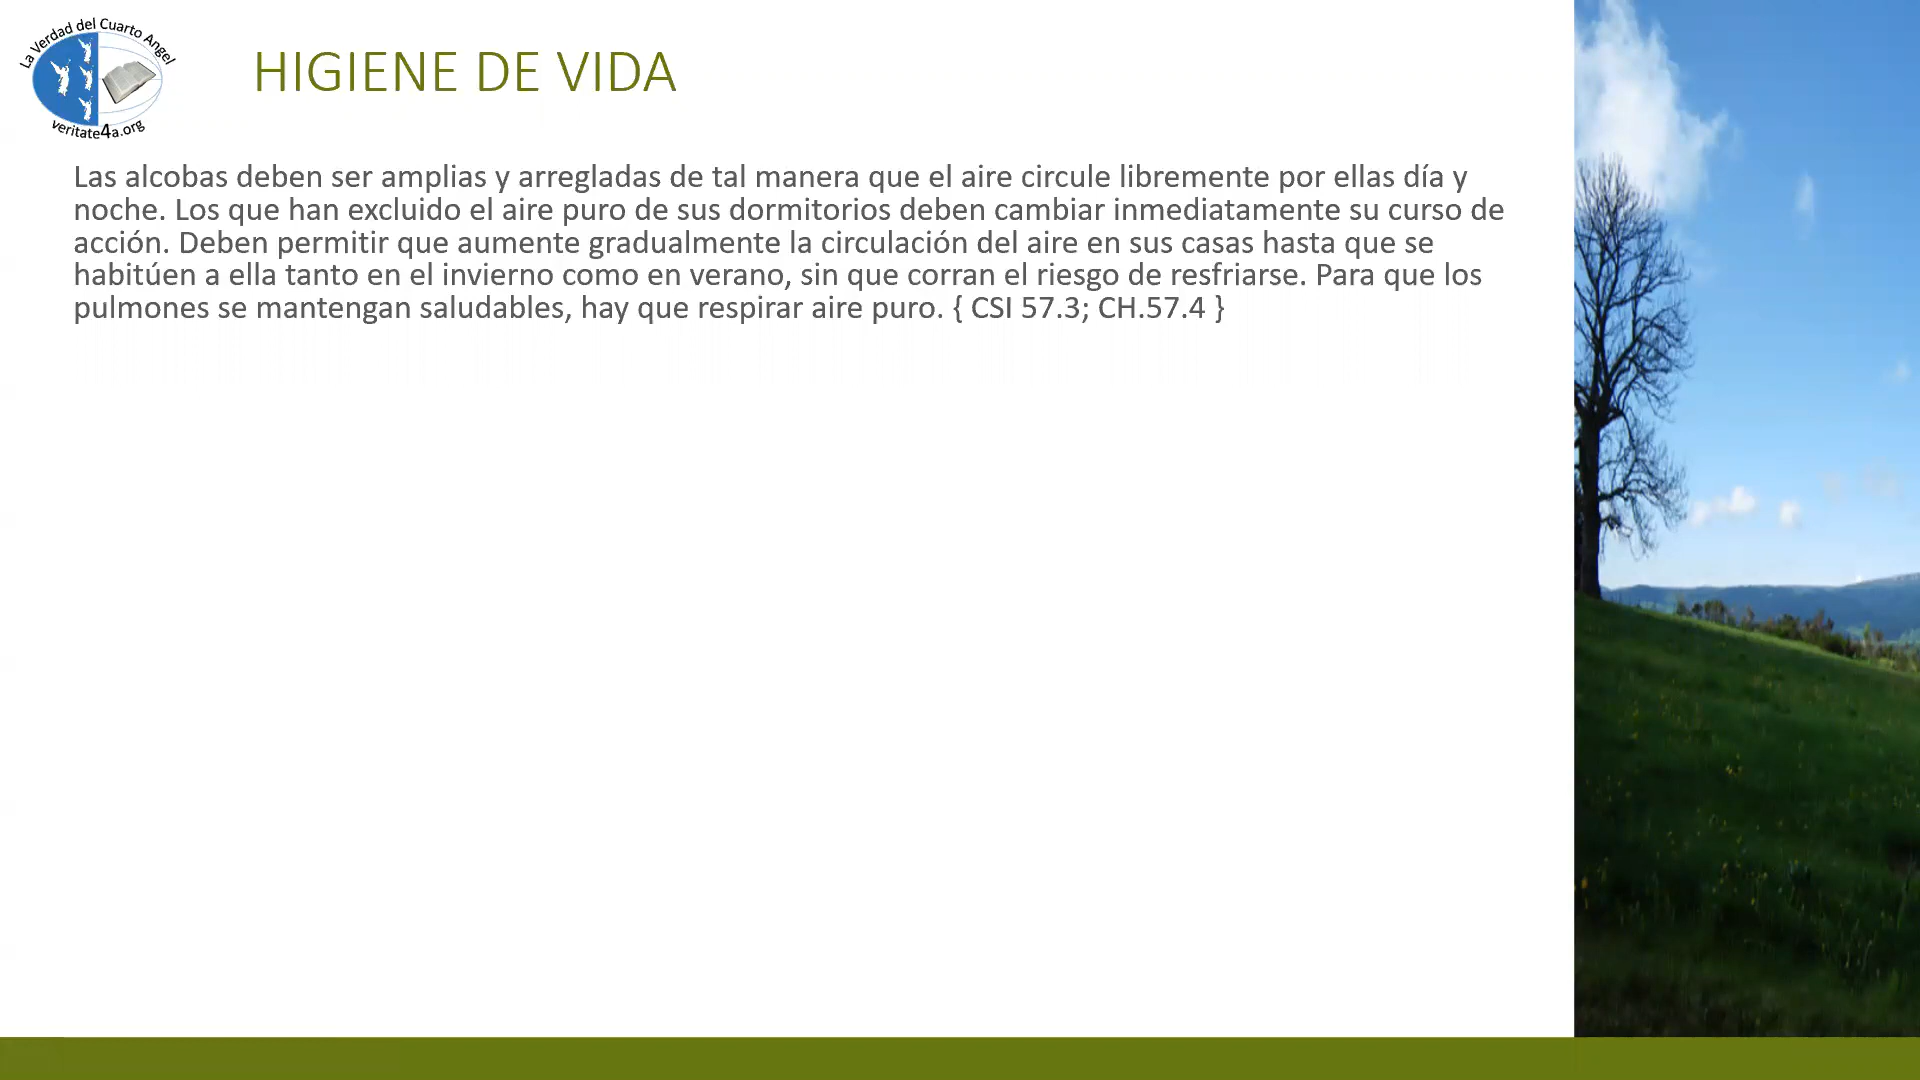 La Verdad del Cuarto Angel
veritate4a.org
HIGIENE DE VIDA
Las alcobas deben ser amplias y arregladas de tal manera que el aire circule libremente por ellas día y
noche. Los que han excluido el aire puro de sus dormitorios deben cambiar inmediatamente su curso de
acción. Deben permitir que aumente gradualmente la circulación del aire en sus casas hasta que se
habitúen a ella tanto en el invierno como en verano, sin que corran el riesgo de resfriarse. Para que los
pulmones se mantengan saludables, hay que respirar aire puro. { CSI 57.3; CH.57.4 }